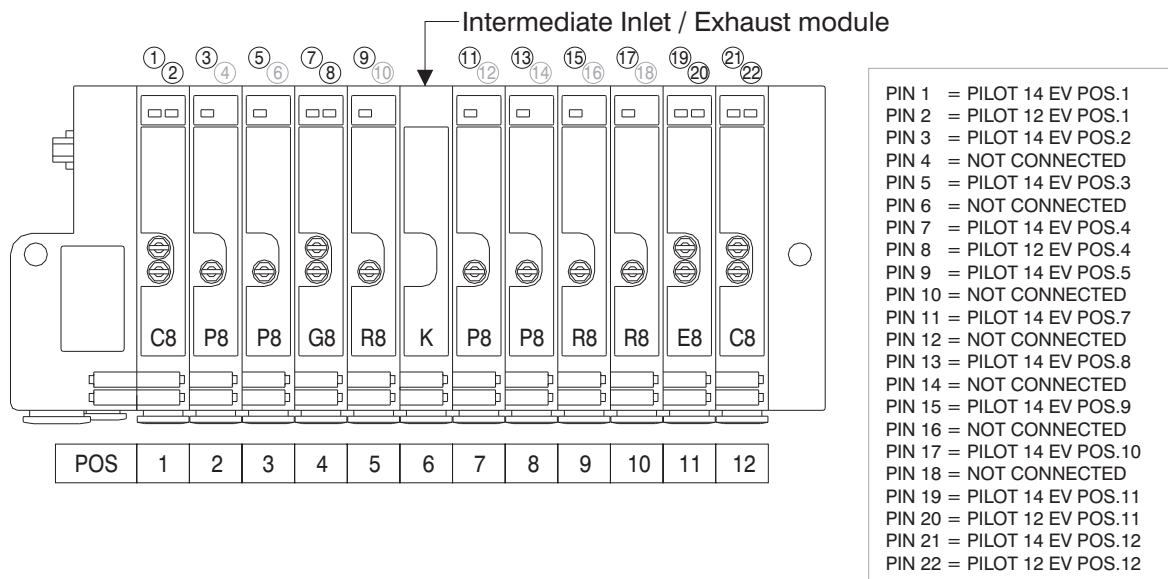 Intermediate Inlet / Exhaust module
1 2 3 4 5 6 7 8 9 10 11 12 13 14 15 16 17 18 19 20 21 22
C8 P8 P8 G8 R8 K P8 P8 R8 R8 E8 C8
POS 1 2 3 4 5 6 7 8 9 10 11 12
PIN 1 = PILOT 14 EV POS.1
PIN 2 = PILOT 12 EV POS.1
PIN 3 = PILOT 14 EV POS.2
PIN 4 = NOT CONNECTED
PIN 5 = PILOT 14 EV POS.3
PIN 6 = NOT CONNECTED
PIN 7 = PILOT 14 EV POS.4
PIN 8 = PILOT 12 EV POS.4
PIN 9 = PILOT 14 EV POS.5
PIN 10 = NOT CONNECTED
PIN 11 = PILOT 14 EV POS.7
PIN 12 = NOT CONNECTED
PIN 13 = PILOT 14 EV POS.8
PIN 14 = NOT CONNECTED
PIN 15 = PILOT 14 EV POS.9
PIN 16 = NOT CONNECTED
PIN 17 = PILOT 14 EV POS.10
PIN 18 = NOT CONNECTED
PIN 19 = PILOT 14 EV POS.11
PIN 20 = PILOT 12 EV POS.11
PIN 21 = PILOT 14 EV POS.12
PIN 22 = PILOT 12 EV POS.12